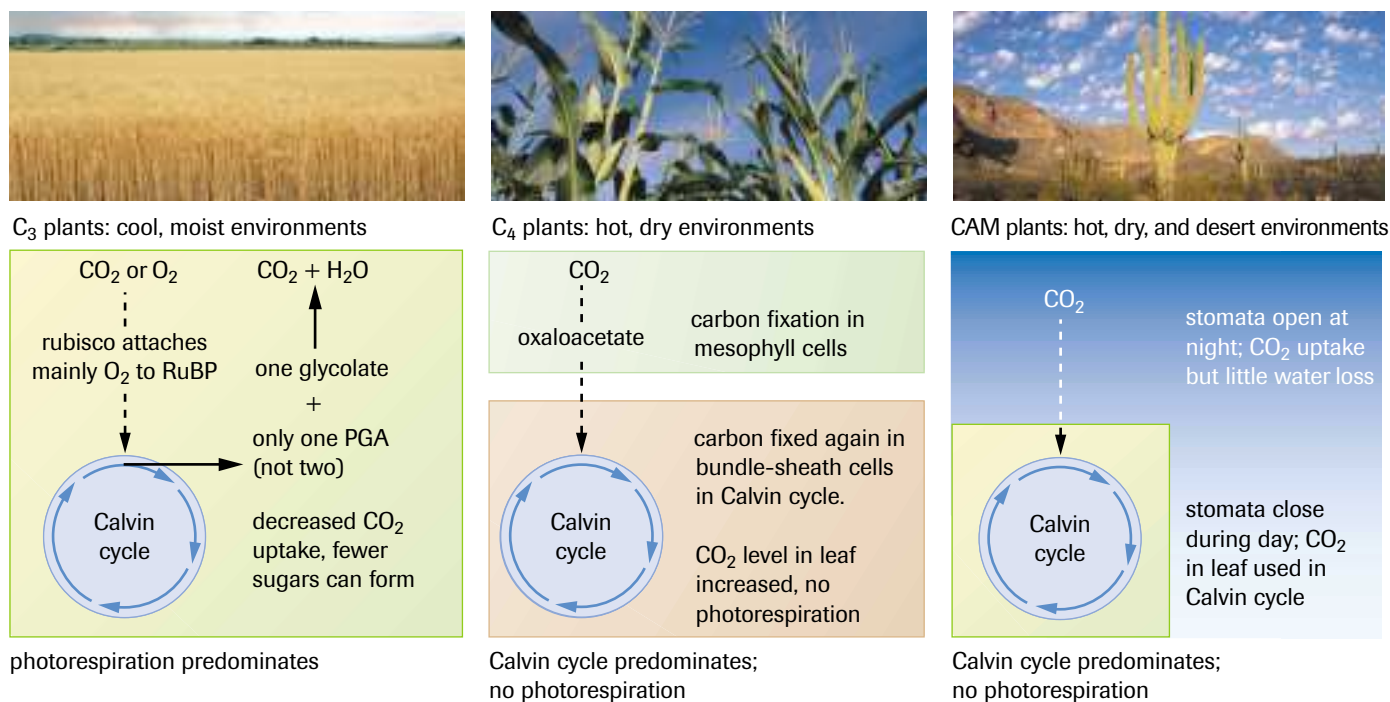 C₃ plants: cool, moist environments
CO₂ or O₂
rubisco attaches
mainly O₂ to RuBP
CO₂ + H₂O
one glycolate
+
only one PGA
(not two)
Calvin
cycle
decreased CO₂
uptake, fewer
sugars can form
photorespiration predominates
C₄ plants: hot, dry environments
CO₂
oxaloacetate
carbon fixation in
mesophyll cells
carbon fixed again in
bundle-sheath cells
in Calvin cycle.
Calvin
cycle
CO₂ level in leaf
increased, no
photorespiration
Calvin cycle predominates;
no photorespiration
CAM plants: hot, dry, and desert environments
CO₂
stomata open at
night; CO₂ uptake
but little water loss
Calvin
cycle
stomata close
during day; CO₂
in leaf used in
Calvin cycle
Calvin cycle predominates;
no photorespiration